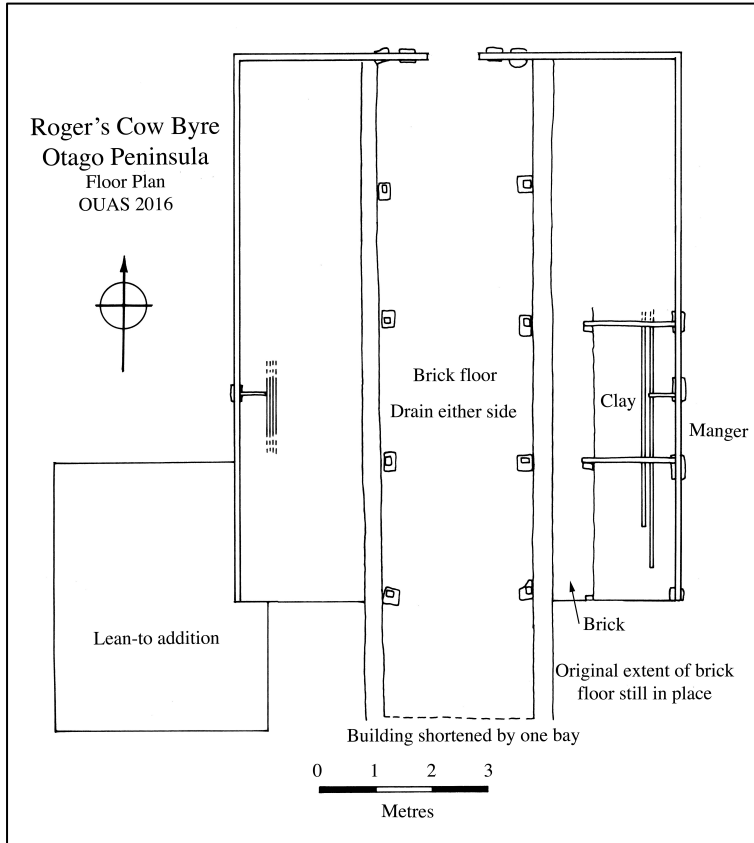 Roger's Cow Byre
Otago Peninsula
Floor Plan
OUAS 2016
Brick floor
Drain either side
Clay
Manger
Lean-to addition
Brick
Original extent of brick
floor still in place
Building shortened by one bay
0 1 2 3
Metres